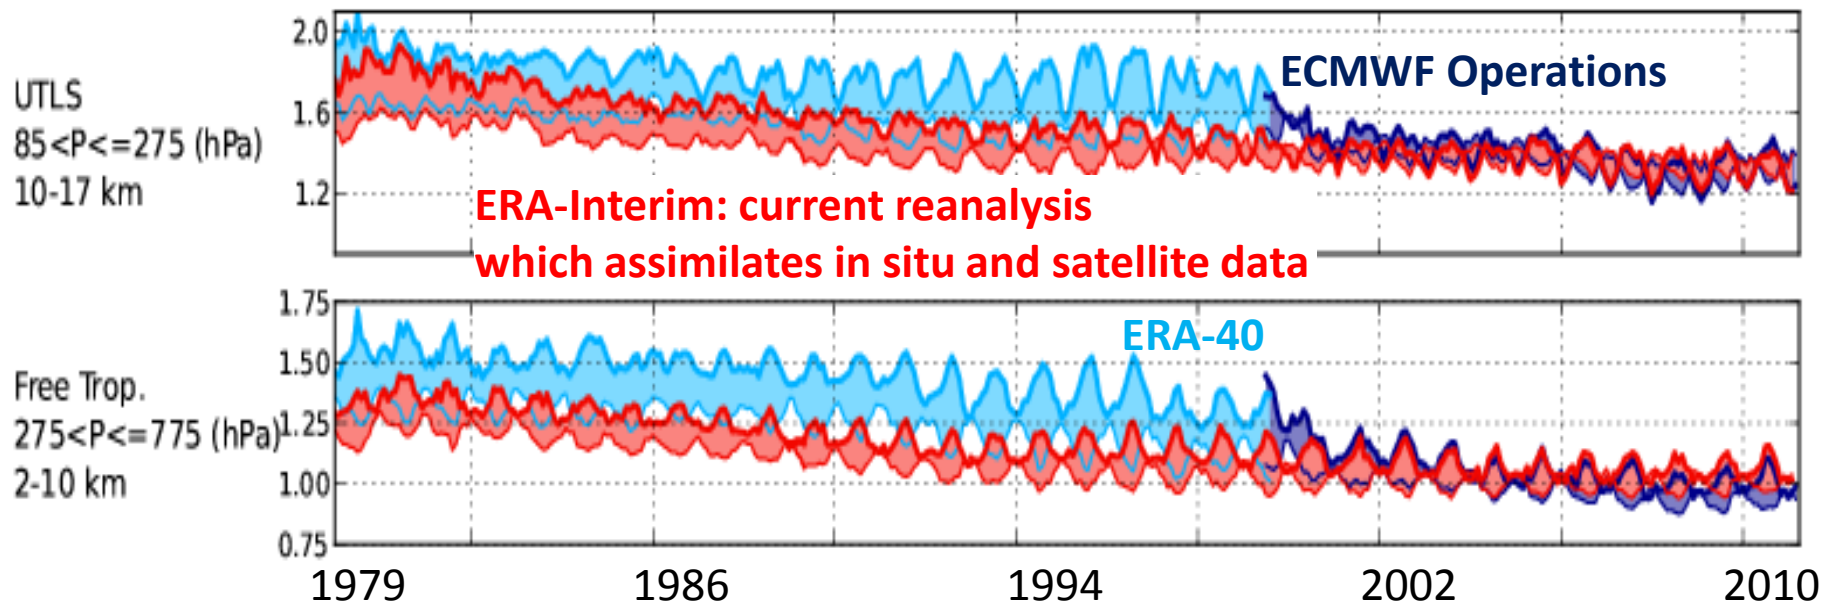 2.0
1.6
1.2
UTLS
85<P<=275 (hPa)
10-17 km
ECMWF Operations
ERA-Interim: current reanalysis
which assimilates in situ and satellite data
1.75
1.50
1.25
1.00
0.75
Free Trop.
275<P<=775 (hPa)
2-10 km
ERA-40
1979 1986 1994 2002 2010